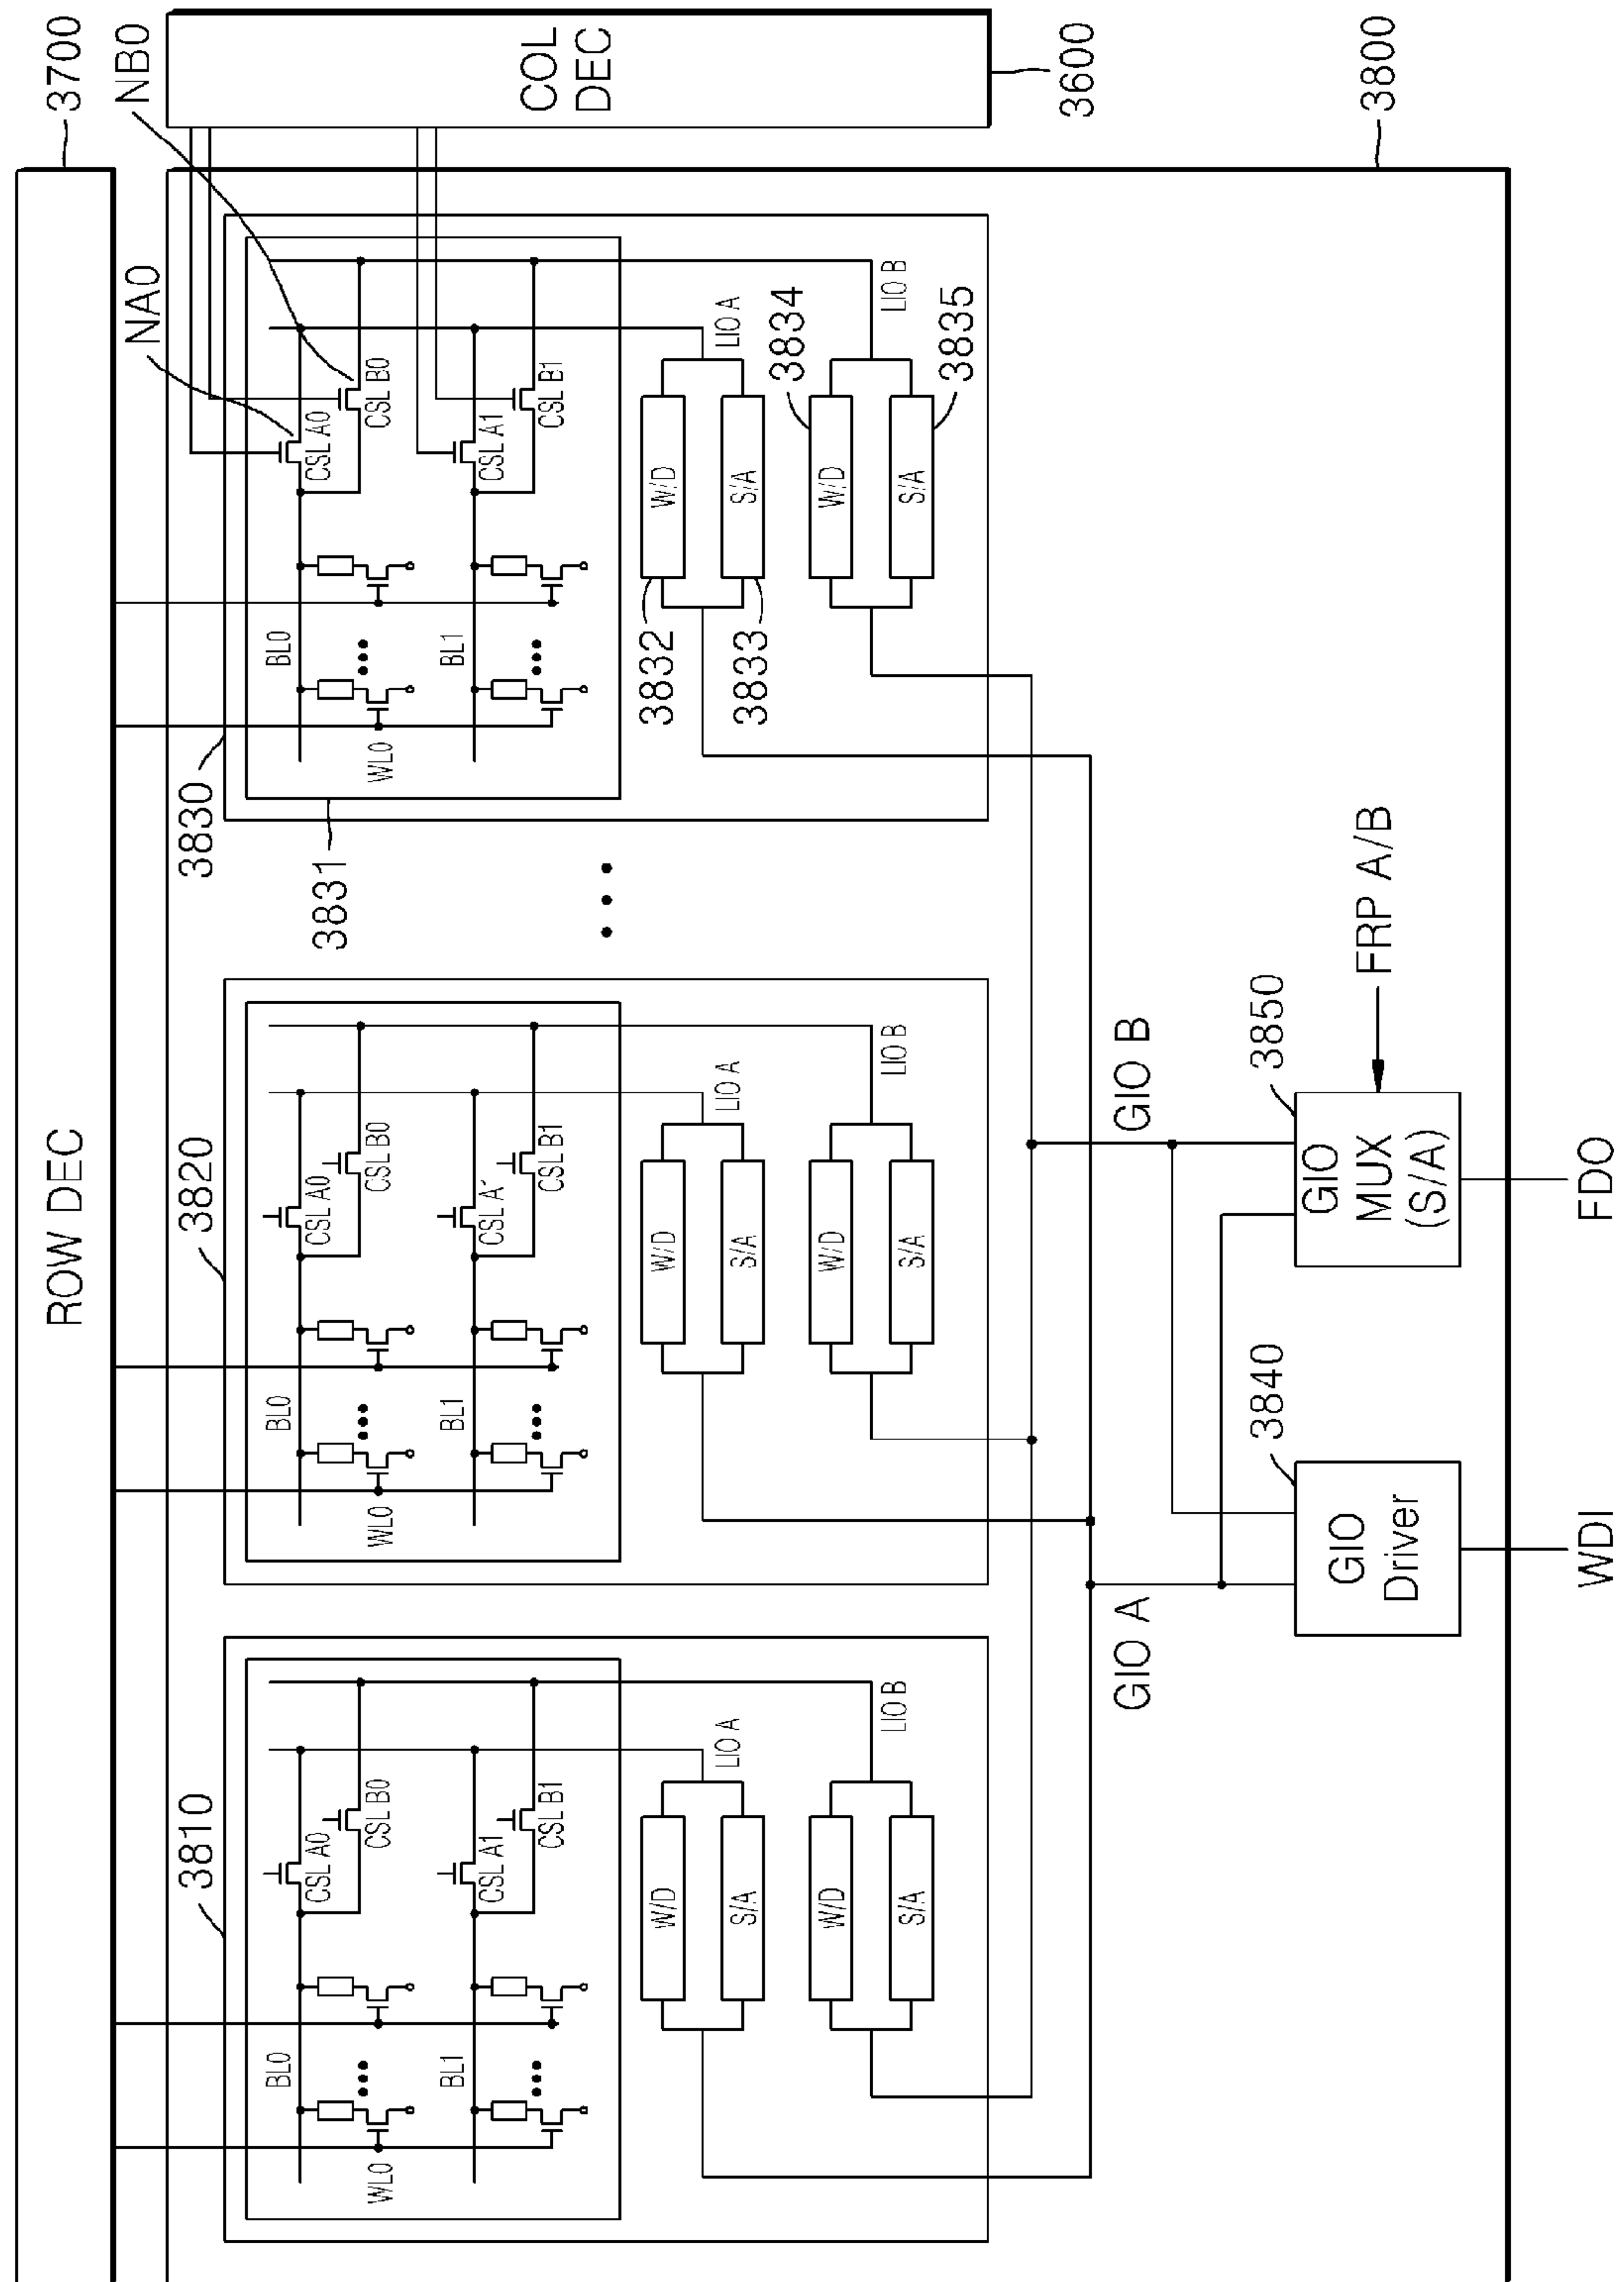 ROW DEC
3700
NB0
NA0
COL
DEC
3600
3800
3810
BL0
WL0
BL1
CSL A0
CSL B0
CSL A1
CSL B1
LIO A
LIO B
W/D
S/A
W/D
S/A
3820
BL0
WL0
BL1
CSL A0
CSL B0
CSL A'
CSL B1
LIO A
LIO B
W/D
S/A
W/D
S/A
3830
3831
BL0
WL0
BL1
CSL A0
CSL B0
CSL A1
CSL B1
LIO A
LIO B
W/D
S/A
W/D
S/A
3832
3833
3834
3835
GIO A
GIO B
3840
GIO
Driver
3850
GIO
MUX
(S/A)
FRP A/B
WDI
FDO